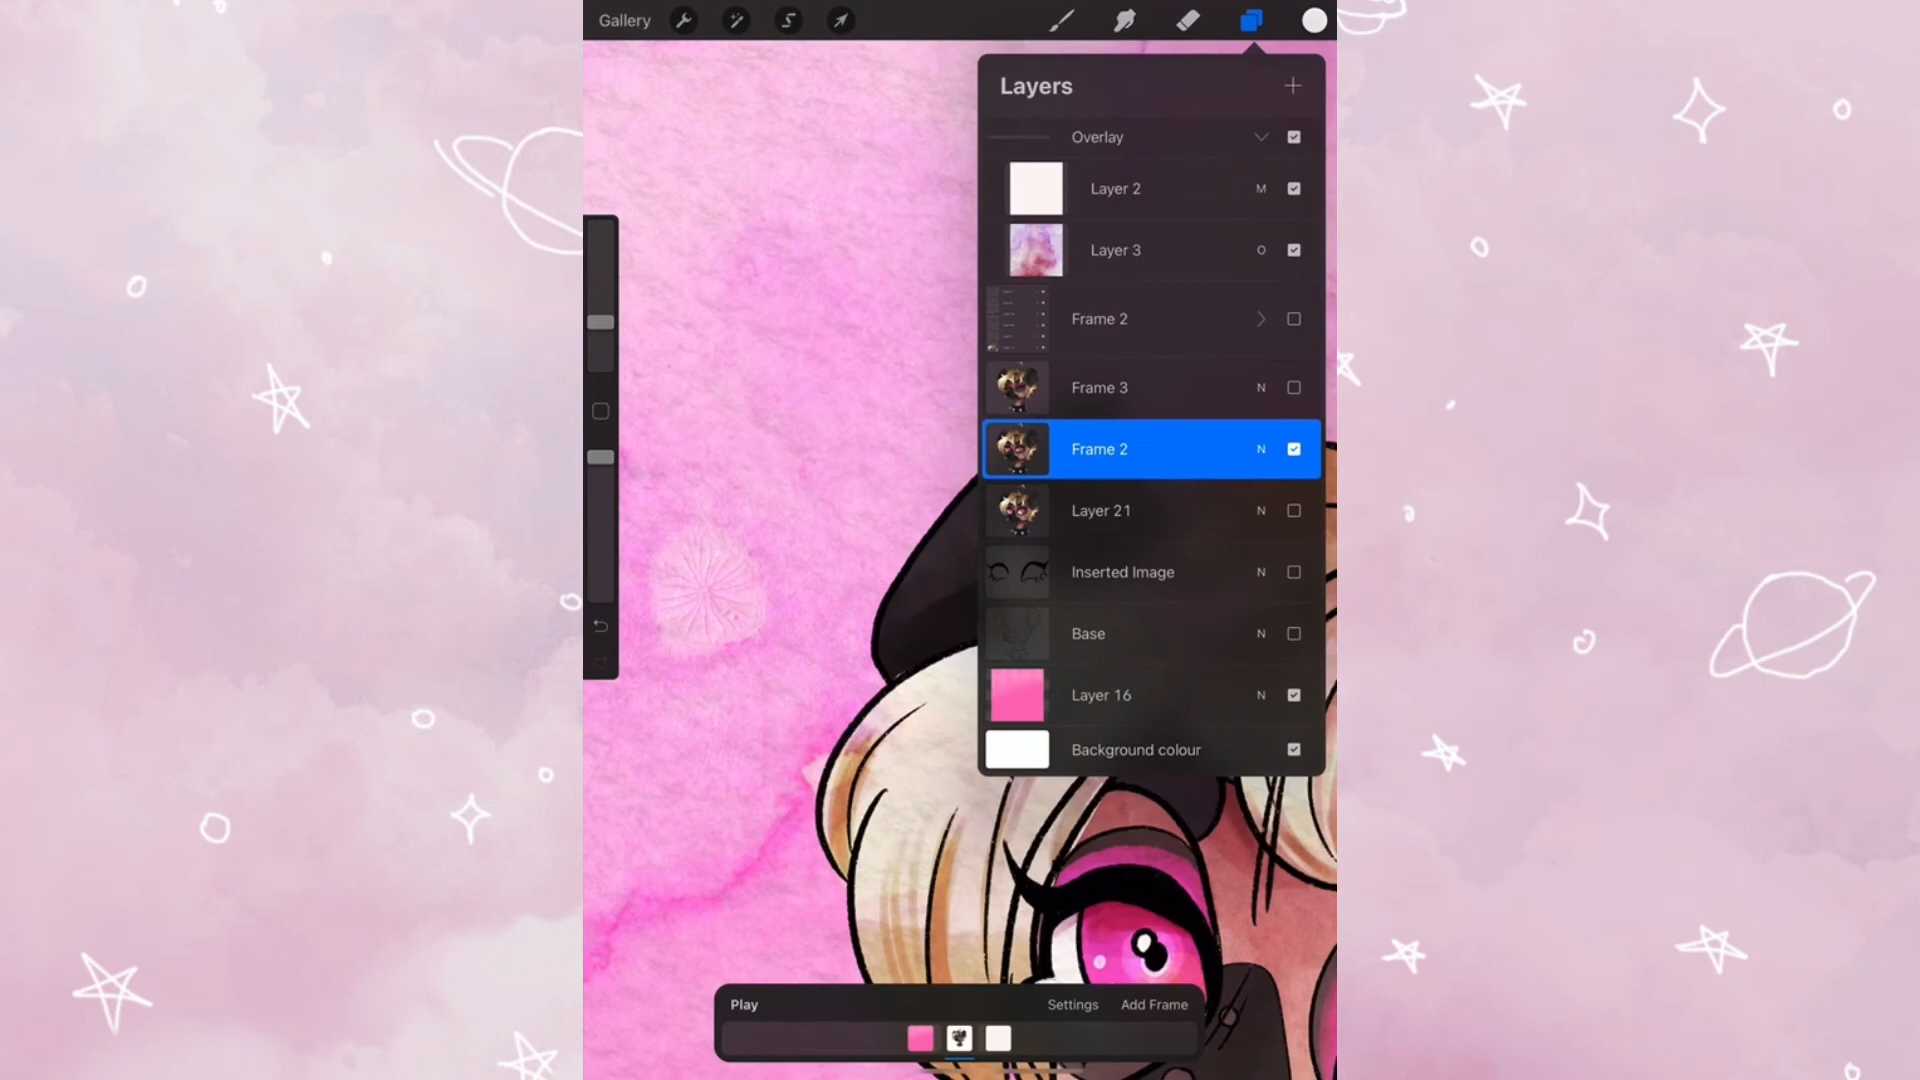 Gallery
Layers
Overlay
Layer 2 M
Layer 3 O
Frame 2
Frame 3 N
Frame 2 N
Layer 21 N
Inserted Image N
Base N
Layer 16 N
Background colour
Play Settings Add Frame